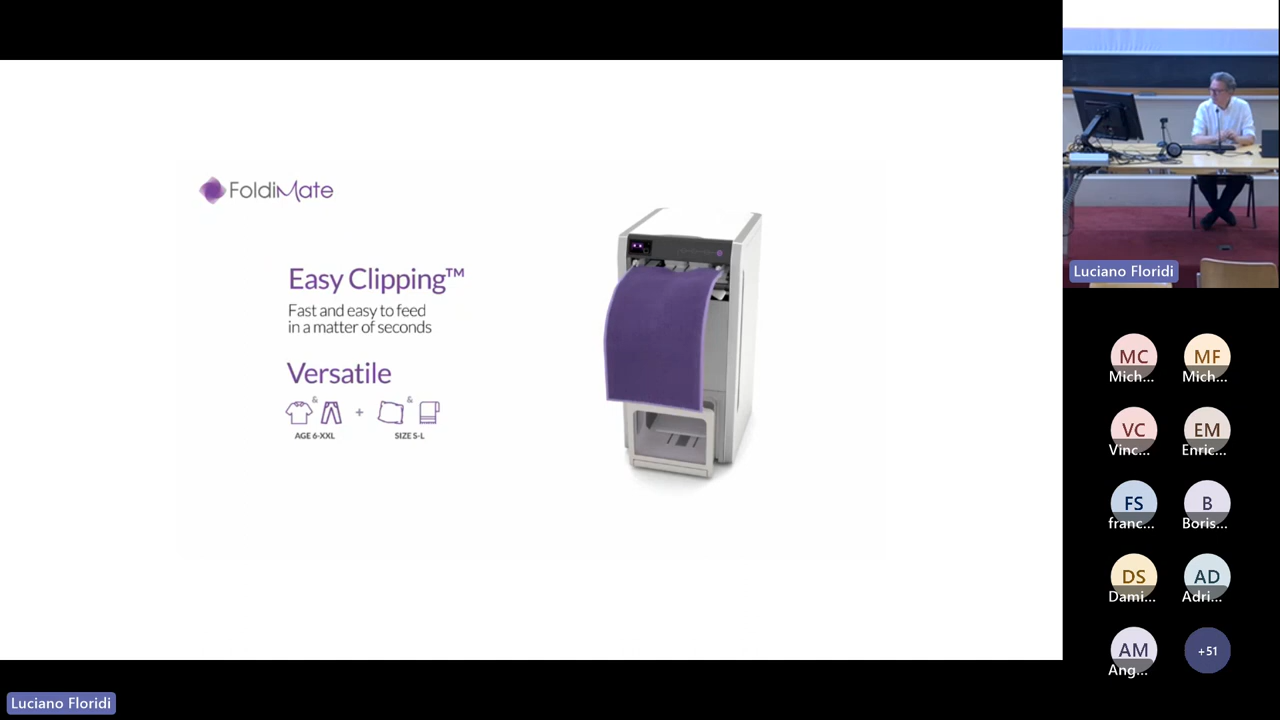 FoldiMate
Easy Clipping™
Fast and easy to feed
in a matter of seconds
Versatile
& + &
AGE 6-XXL SIZE S-L
Luciano Floridi
MC MF
Mich... Mich...
VC EM
Vinc... Enric...
FS B
franc... Boris...
DS AD
Dami... Adri...
AM +51
Ang...
Luciano Floridi